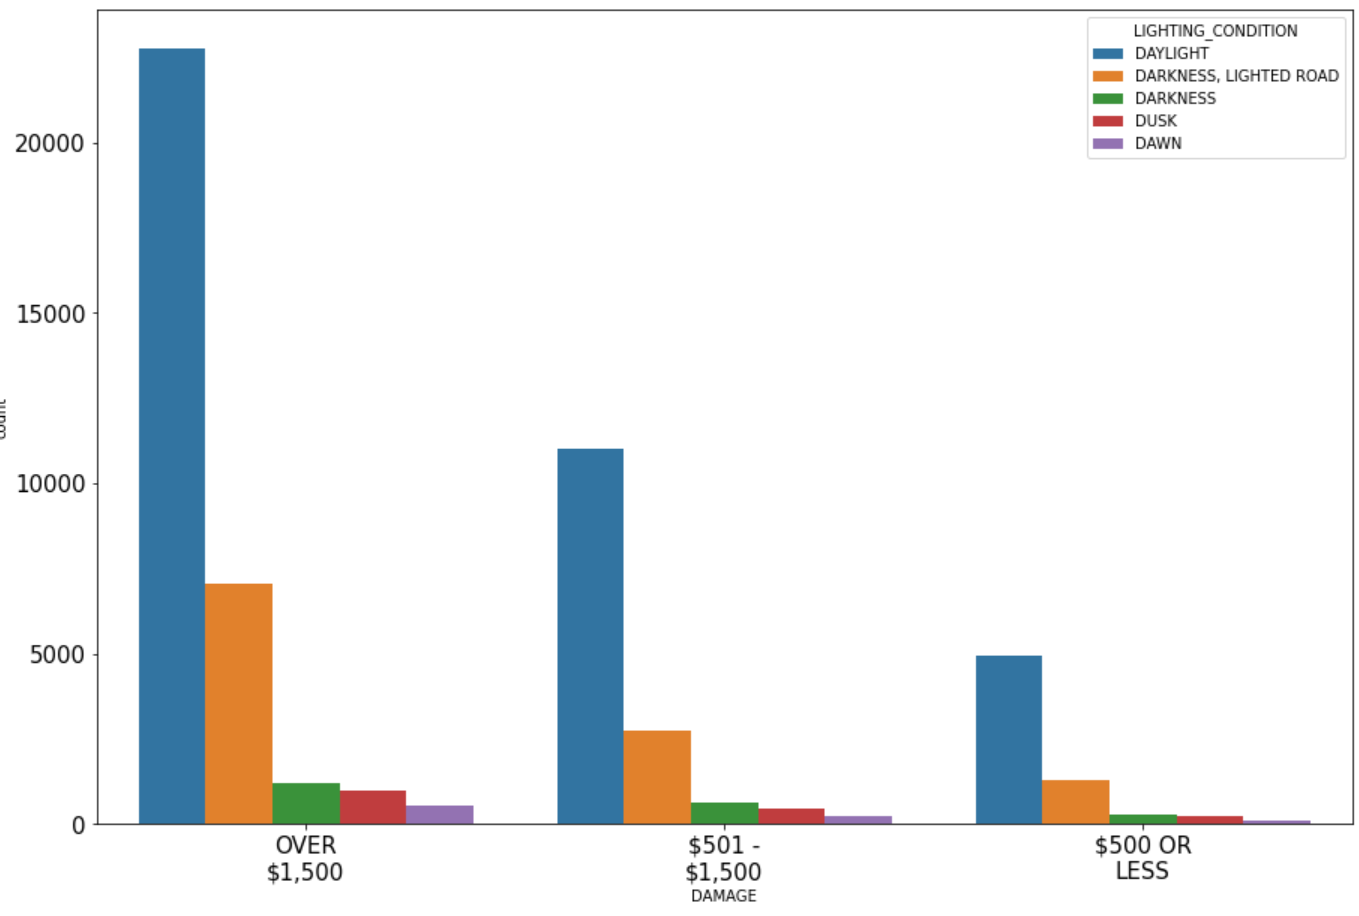 LIGHTING_CONDITION
DAYLIGHT
DARKNESS, LIGHTED ROAD
DARKNESS
DUSK
DAWN
20000
15000
count
10000
5000
0
OVER
$1,500
$501 -
$1,500
$500 OR
LESS
DAMAGE